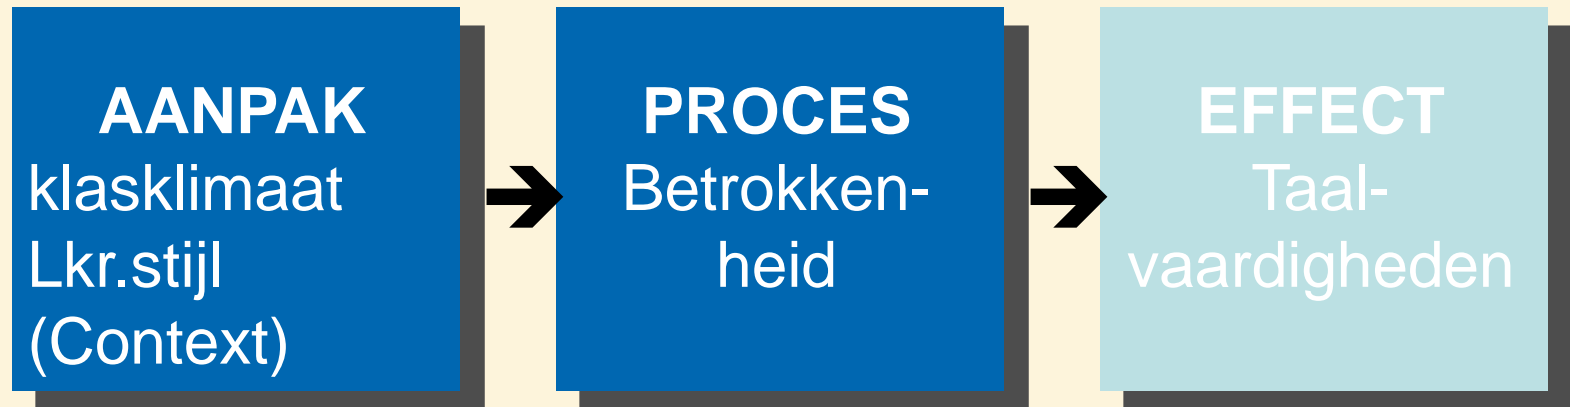 AANPAK
klasklimaat
Lkr.stijl
(Context)
PROCES
Betrokken-
heid
EFFECT
Taal-
vaardigheden